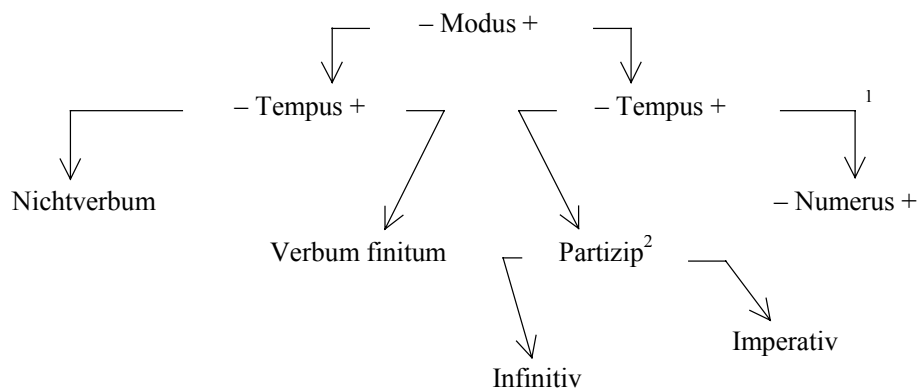 – Modus +
– Tempus + – Tempus + 1
Nichtverbum – Numerus +
Verbum finitum Partizip2
Imperativ
Infinitiv